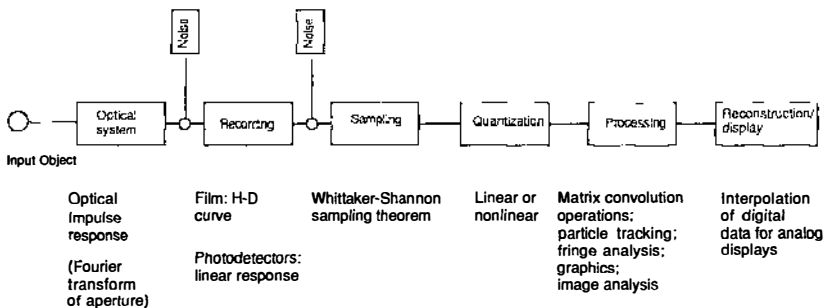 Noise
Noise
Optical
system
Recording
Sampling
Quantization
Processing
Reconstruction/
display
Input Object
Optical
Impulse
response
(Fourier
transform
of aperture)
Film: H-D
curve
Photodetectors:
linear response
Whittaker-Shannon
sampling theorem
Linear or
nonlinear
Matrix convolution
operations;
particle tracking;
fringe analysis;
graphics;
image analysis
Interpolation
of digital
data for analog
displays